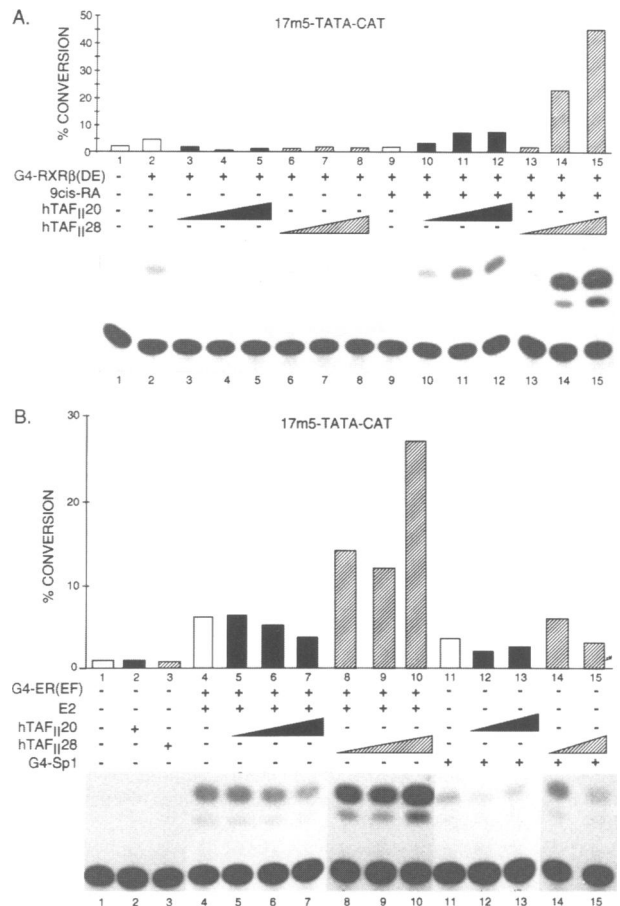 A.
17m5-TATA-CAT
% CONVERSION
50
40
30
20
10
0
1 2 3 4 5 6 7 8 9 10 11 12 13 14 15
G4-RXRβ(DE) - + + + + + + + + + + + + + +
9cis-RA - - - - - - - - + + + + + + +
hTAFII20 - - - - - - - - -
hTAFII28 - - - - - - - - -
1 2 3 4 5 6 7 8 9 10 11 12 13 14 15
B.
17m5-TATA-CAT
% CONVERSION
30
20
10
0
1 2 3 4 5 6 7 8 9 10 11 12 13 14 15
G4-ER(EF) - - - + + + + + + + - - - - -
E2 - - - + + + + + + + - - - - -
hTAFII20 - + - - - - - - - -
hTAFII28 - - + - - - - - - -
G4-Sp1 - - - - - - - - - - + + + + +
1 2 3 4 5 6 7 8 9 10 11 12 13 14 15